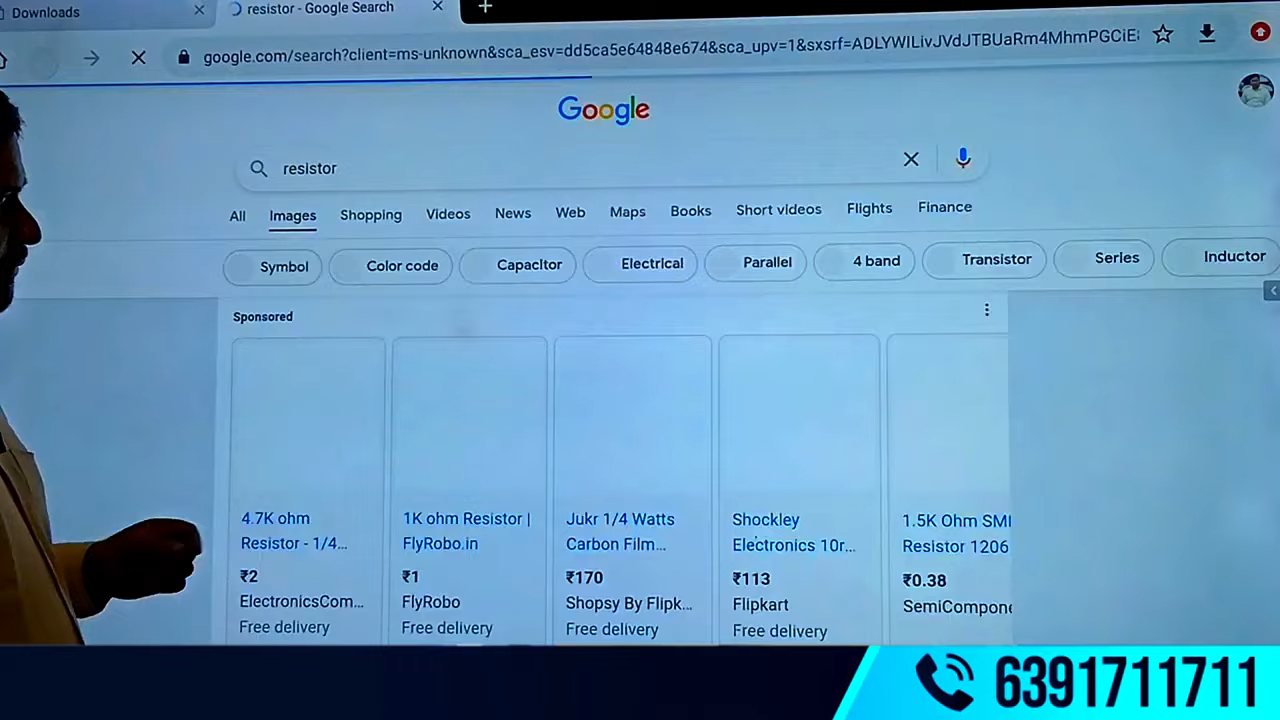 Downloads
resistor - Google Search
google.com/search?client=ms-unknown&sca_esv=dd5ca5e64848e674&sca_upv=1&sxsrf=ADLYWILivJVdJTBUaRm4MhmPGCiE
Google
resistor
All Images Shopping Videos News Web Maps Books Short videos Flights Finance
Symbol Color code Capacitor Electrical Parallel 4 band Transistor Series Inductor
Sponsored
4.7K ohm
Resistor - 1/4...
₹2
ElectronicsCom...
Free delivery
1K ohm Resistor |
FlyRobo.in
₹1
FlyRobo
Free delivery
Jukr 1/4 Watts
Carbon Film...
₹170
Shopsy By Flipk...
Free delivery
Shockley
Electronics 10r...
₹113
Flipkart
Free delivery
1.5K Ohm SM
Resistor 1206
₹0.38
SemiCompon
6391711711